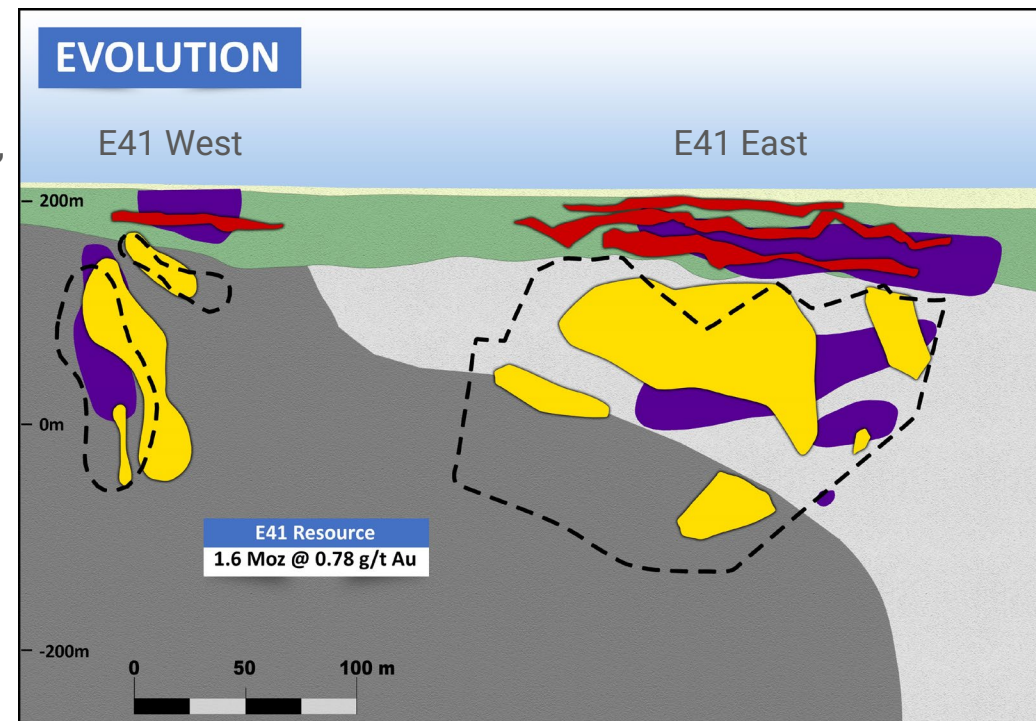 EVOLUTION
E41 West
E41 East
200m
0m
E41 Resource
1.6 Moz @ 0.78 g/t Au
-200m
0 50 100 m